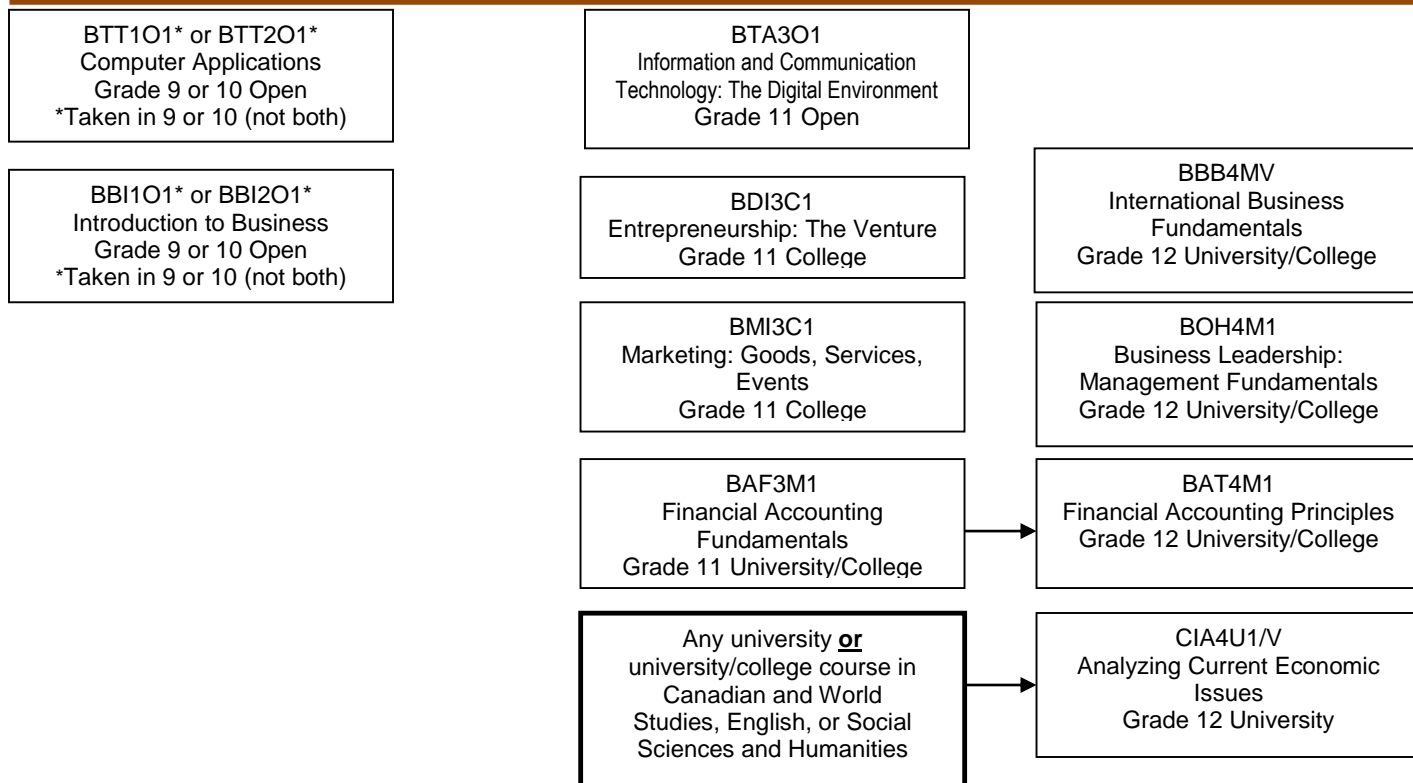 BTT1O1* or BTT2O1*
Computer Applications
Grade 9 or 10 Open
*Taken in 9 or 10 (not both)
BBI1O1* or BBI2O1*
Introduction to Business
Grade 9 or 10 Open
*Taken in 9 or 10 (not both)
BTA3O1
Information and Communication
Technology: The Digital Environment
Grade 11 Open
BDI3C1
Entrepreneurship: The Venture
Grade 11 College
BMI3C1
Marketing: Goods, Services,
Events
Grade 11 College
BAF3M1
Financial Accounting
Fundamentals
Grade 11 University/College
Any university or
university/college course in
Canadian and World
Studies, English, or Social
Sciences and Humanities
BBB4MV
International Business
Fundamentals
Grade 12 University/College
BOH4M1
Business Leadership:
Management Fundamentals
Grade 12 University/College
BAT4M1
Financial Accounting Principles
Grade 12 University/College
CIA4U1/V
Analyzing Current Economic
Issues
Grade 12 University